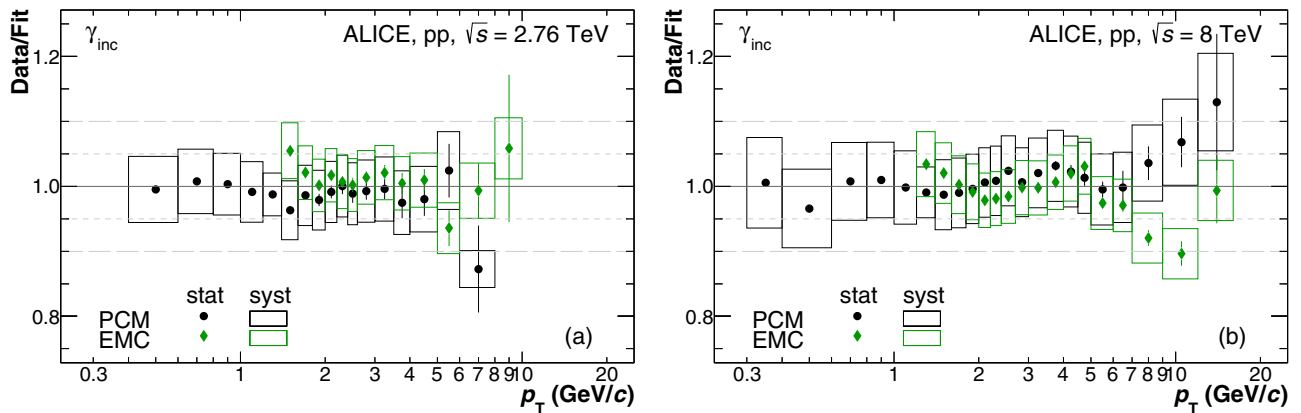 Data/Fit
γinc
ALICE, pp, √s = 2.76 TeV
1.2
1.0
0.8
stat syst
PCM
EMC
(a)
0.3 1 2 3 4 5 6 7 8 9 10 20
pT (GeV/c)
Data/Fit
γinc
ALICE, pp, √s = 8 TeV
1.2
1.0
0.8
stat syst
PCM
EMC
(b)
0.3 1 2 3 4 5 6 7 8 9 10 20
pT (GeV/c)